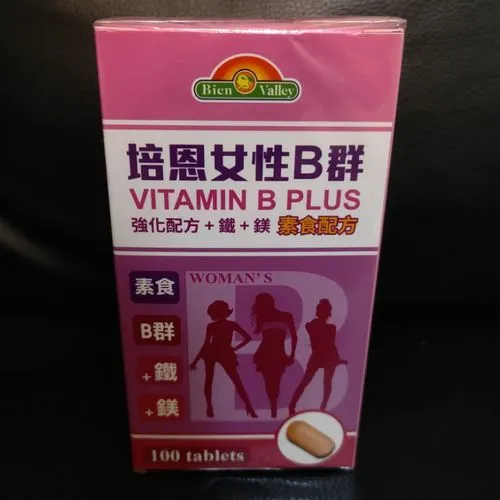 Bien Valley
培恩女性B群
VITAMIN B PLUS
強化配方+鐵+鎂 素食配方
WOMAN'S
素食
B群
+鐵
+鎂
B
100 tablets